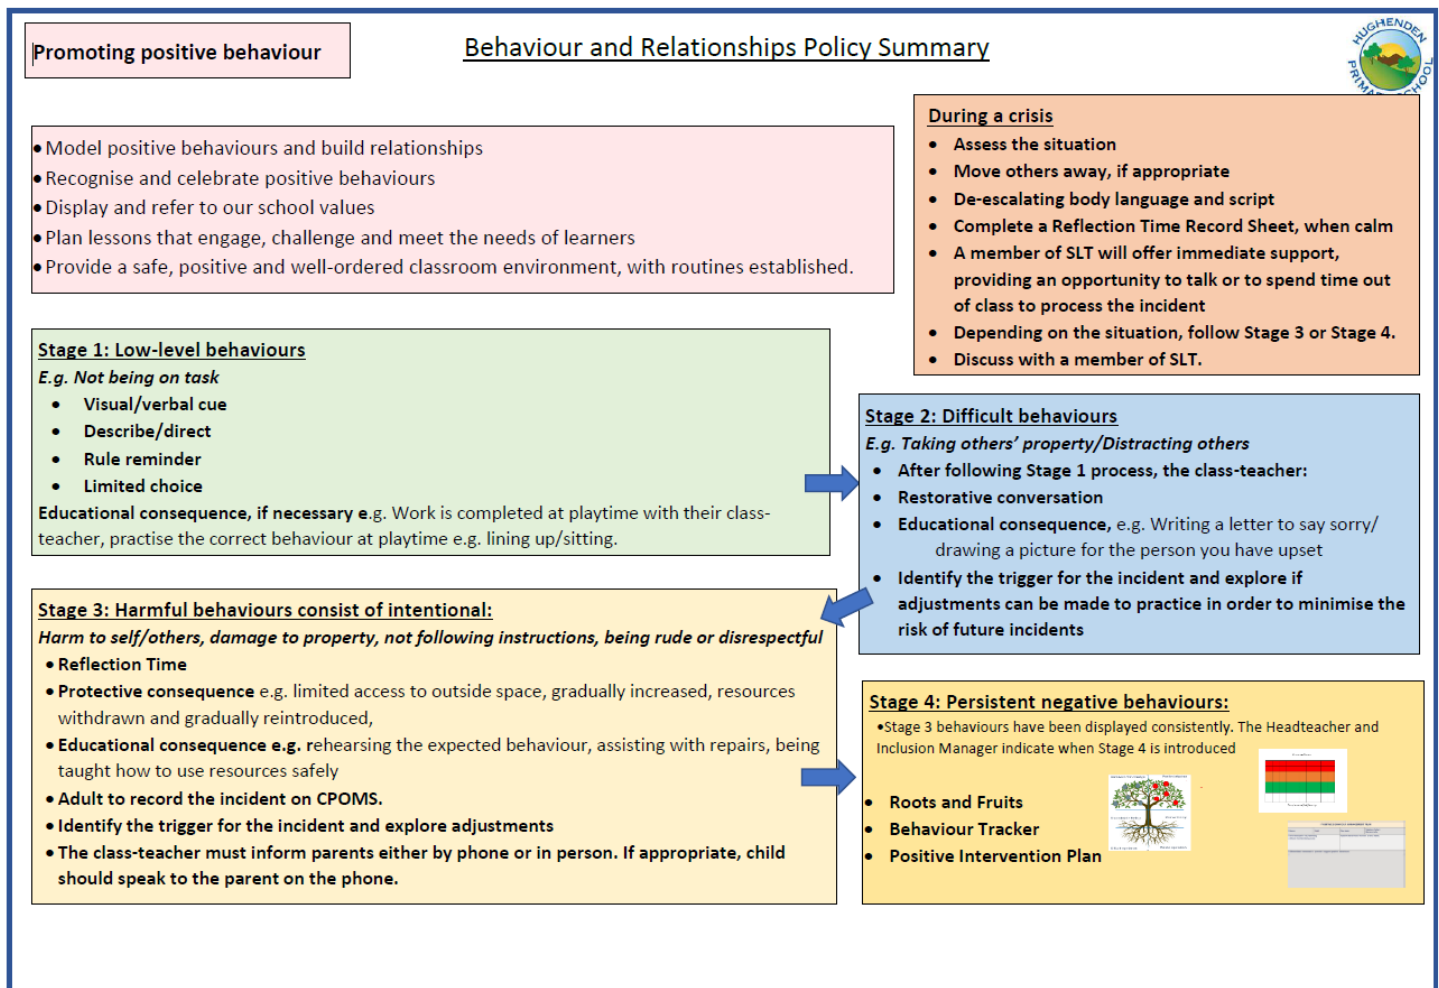 Promoting positive behaviour
Behaviour and Relationships Policy Summary
HUGHENDEN
PRIMARY SCHOOL
• Model positive behaviours and build relationships
• Recognise and celebrate positive behaviours
• Display and refer to our school values
• Plan lessons that engage, challenge and meet the needs of learners
• Provide a safe, positive and well-ordered classroom environment, with routines established.
During a crisis
• Assess the situation
• Move others away, if appropriate
• De-escalating body language and script
• Complete a Reflection Time Record Sheet, when calm
• A member of SLT will offer immediate support,
providing an opportunity to talk or to spend time out
of class to process the incident
• Depending on the situation, follow Stage 3 or Stage 4.
• Discuss with a member of SLT.
Stage 1: Low-level behaviours
E.g. Not being on task
• Visual/verbal cue
• Describe/direct
• Rule reminder
• Limited choice
Educational consequence, if necessary e.g. Work is completed at playtime with their class-
teacher, practise the correct behaviour at playtime e.g. lining up/sitting.
Stage 2: Difficult behaviours
E.g. Taking others' property/Distracting others
• After following Stage 1 process, the class-teacher:
• Restorative conversation
• Educational consequence, e.g. Writing a letter to say sorry/
drawing a picture for the person you have upset
• Identify the trigger for the incident and explore if
adjustments can be made to practice in order to minimise the
risk of future incidents
Stage 3: Harmful behaviours consist of intentional:
Harm to self/others, damage to property, not following instructions, being rude or disrespectful
• Reflection Time
• Protective consequence e.g. limited access to outside space, gradually increased, resources
withdrawn and gradually reintroduced,
• Educational consequence e.g. rehearsing the expected behaviour, assisting with repairs, being
taught how to use resources safely
• Adult to record the incident on CPOMS.
• Identify the trigger for the incident and explore adjustments
• The class-teacher must inform parents either by phone or in person. If appropriate, child
should speak to the parent on the phone.
Stage 4: Persistent negative behaviours:
•Stage 3 behaviours have been displayed consistently. The Headteacher and
Inclusion Manager indicate when Stage 4 is introduced
• Roots and Fruits
• Behaviour Tracker
• Positive Intervention Plan